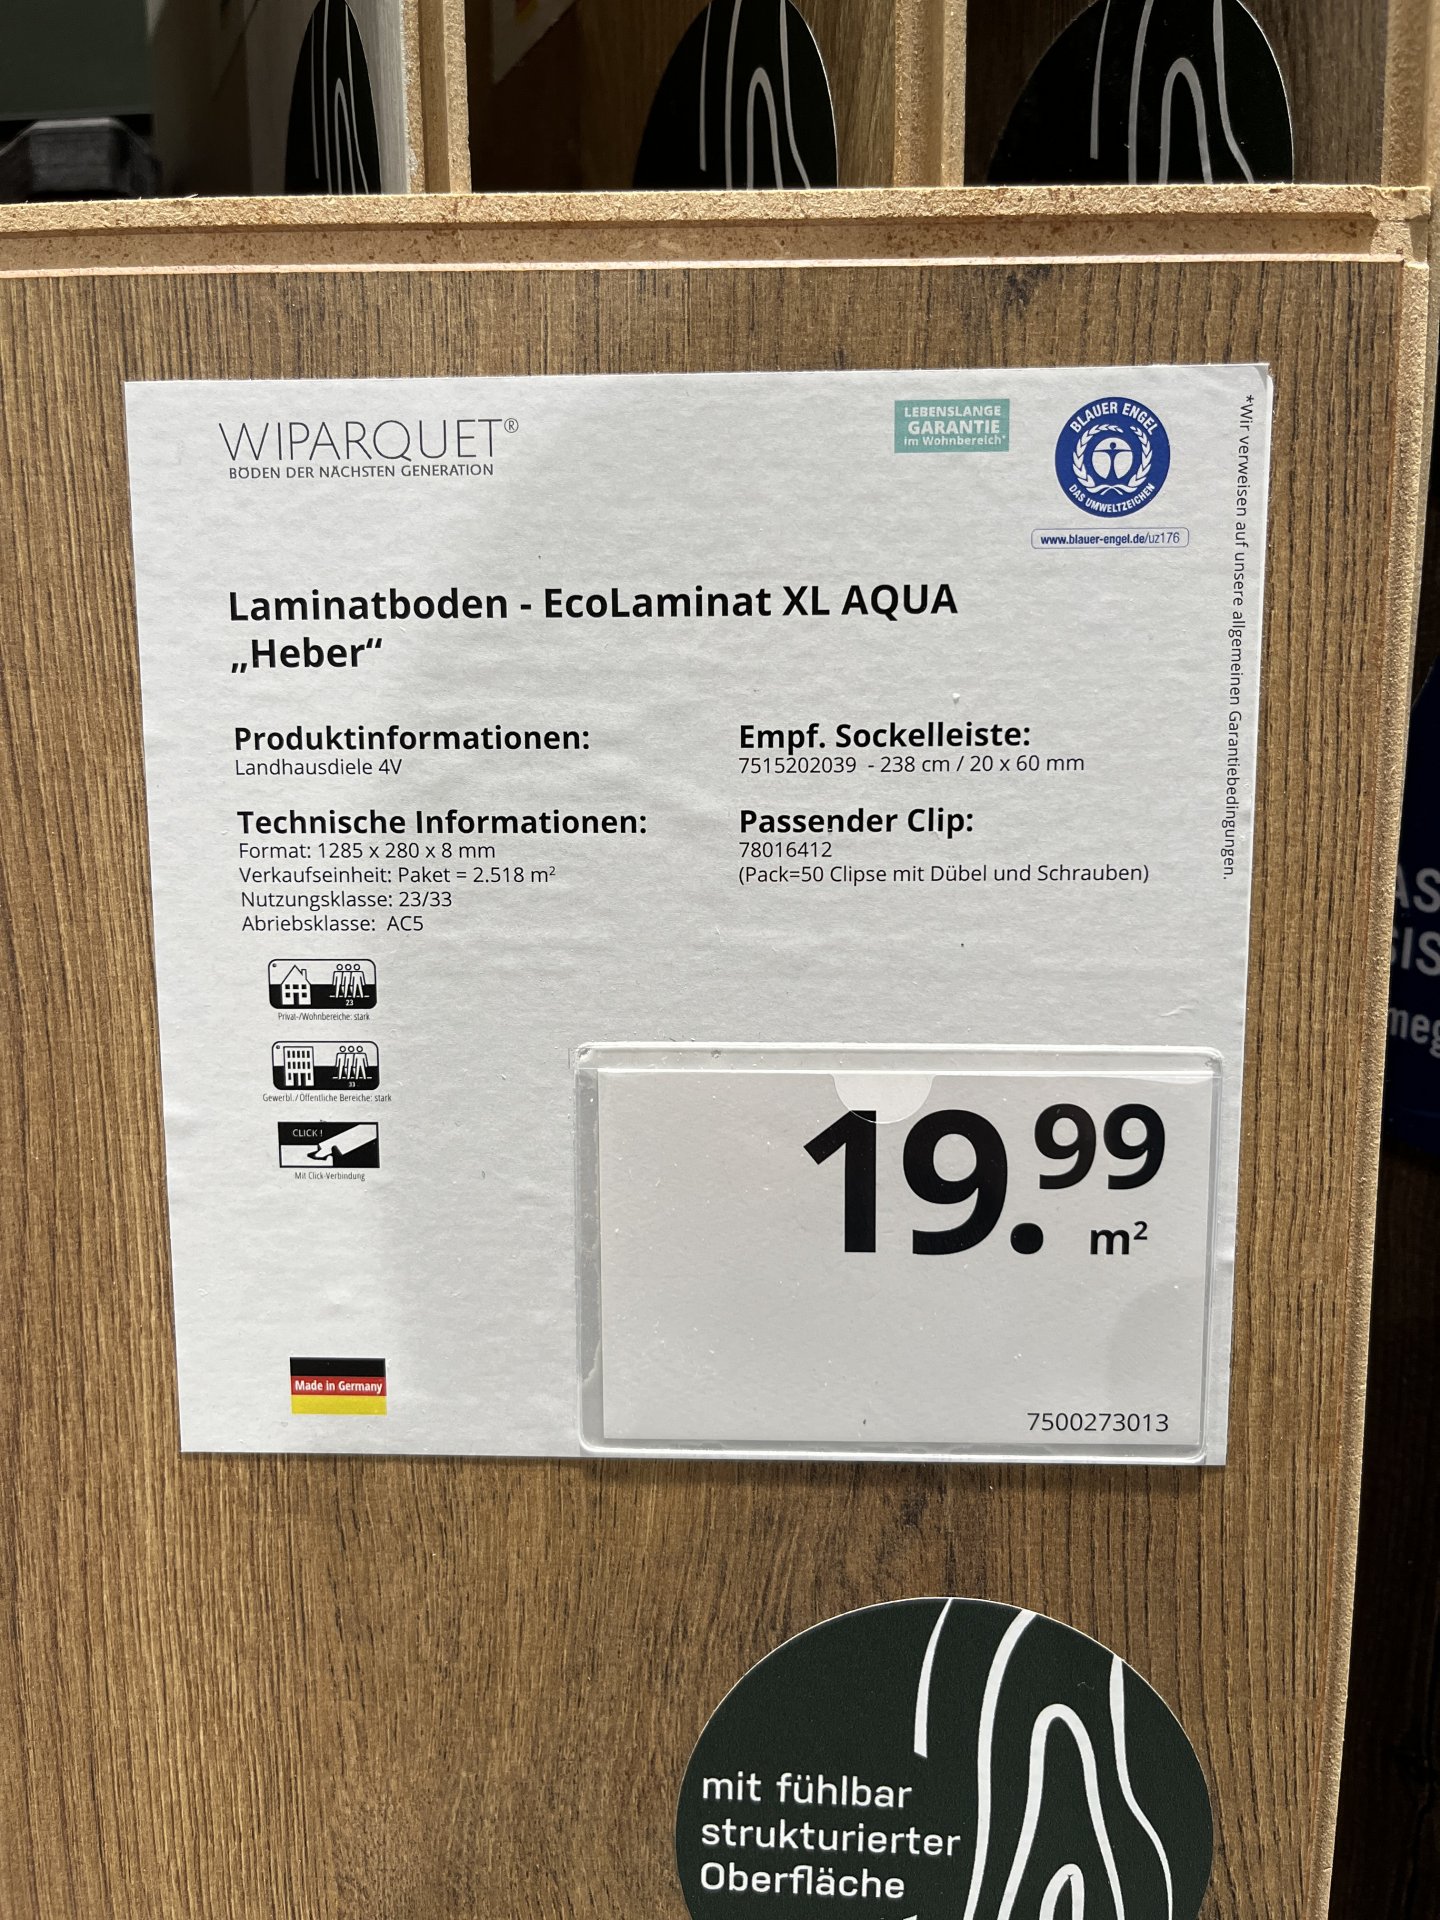 WIPARQUET®
BÖDEN DER NÄCHSTEN GENERATION
LEBENSLANGE
GARANTIE
im Wohnbereich*
BLAUER ENGEL
DAS UMWELTZEICHEN
www.blauer-engel.de/uz176
*Wir verweisen auf unsere allgemeinen Garantiebedingungen.
Laminatboden - EcoLaminat XL AQUA
„Heber“
Produktinformationen:
Landhausdiele 4V
Technische Informationen:
Format: 1285 x 280 x 8 mm
Verkaufseinheit: Paket = 2.518 m²
Nutzungsklasse: 23/33
Abriebsklasse: AC5
Empf. Sockelleiste:
7515202039 - 238 cm / 20 x 60 mm
Passender Clip:
78016412
(Pack=50 Clipse mit Dübel und Schrauben)
23
Privat-/Wohnbereiche: stark
33
Gewerbl./Öffentliche Bereiche: stark
CLICK!
Mit Click-Verbindung
Made in Germany
19.99
m²
7500273013
mit fühlbar
strukturierter
Oberfläche